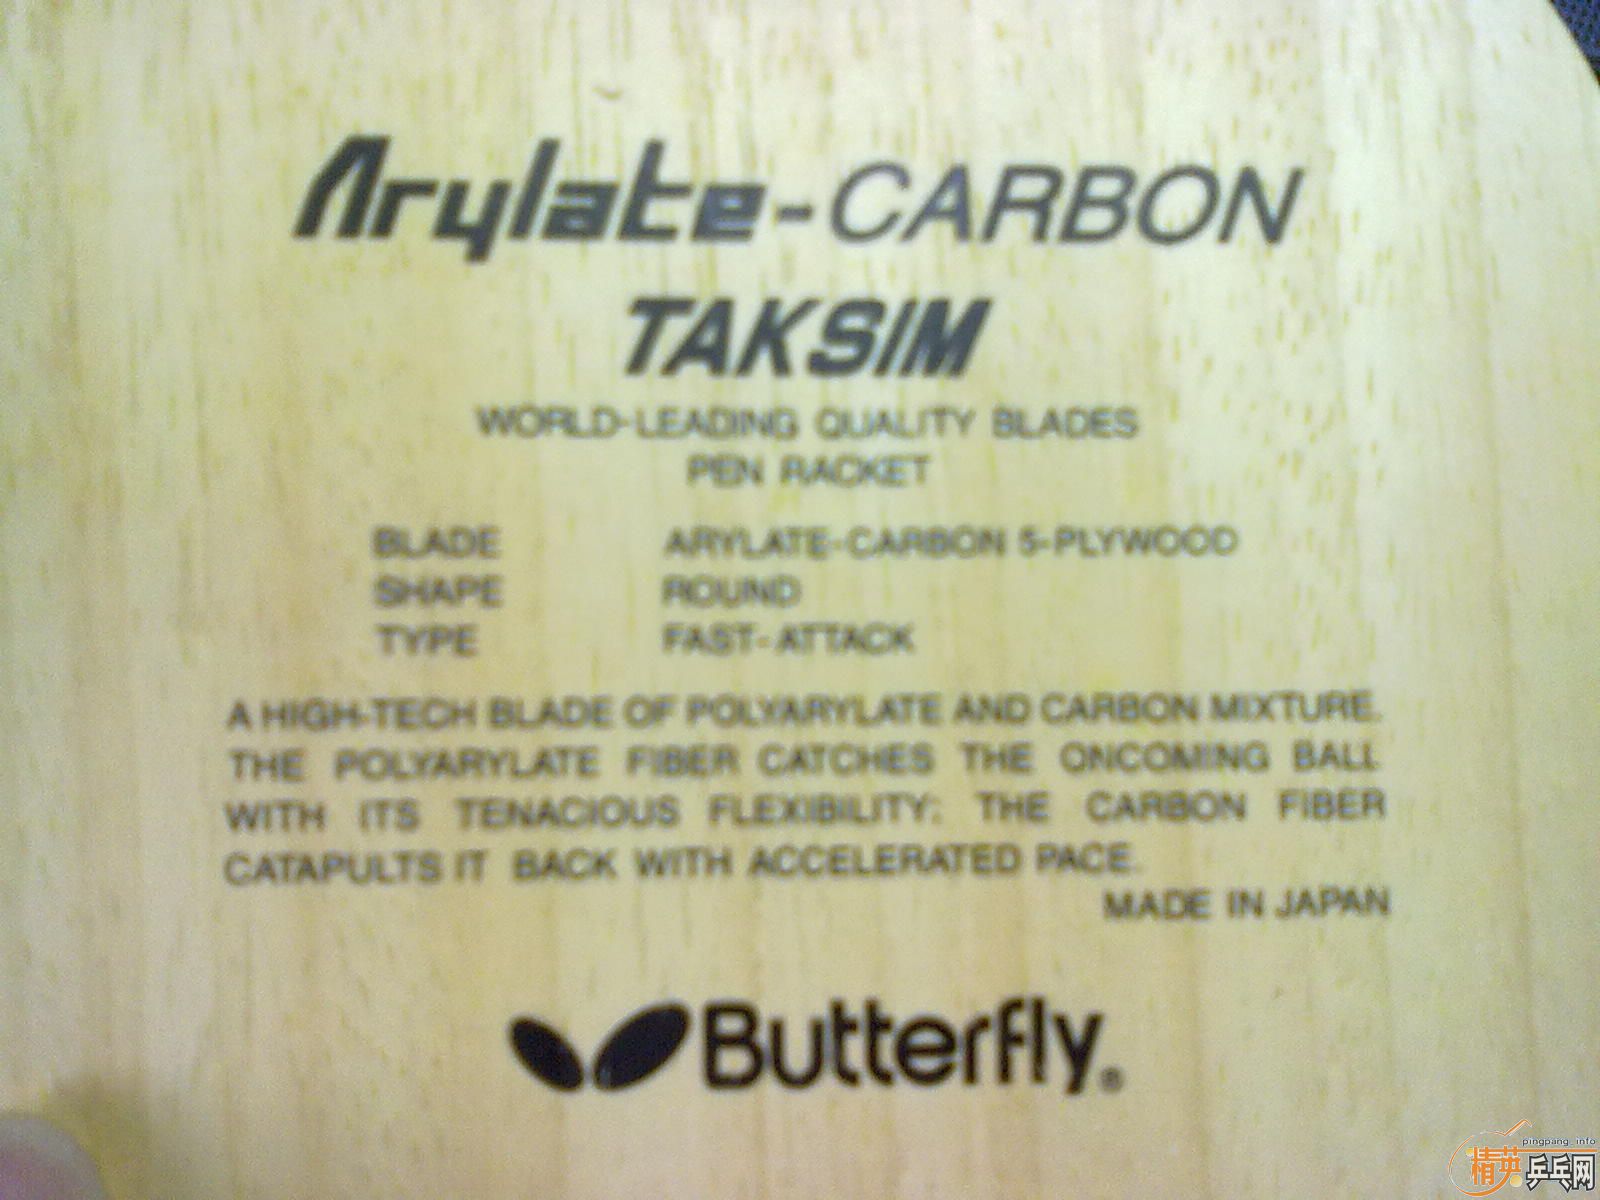 Arylate-CARBON
TAKSIM
WORLD-LEADING QUALITY BLADES
PEN RACKET
BLADE ARYLATE-CARBON 5-PLYWOOD
SHAPE ROUND
TYPE FAST-ATTACK
A HIGH-TECH BLADE OF POLYARYLATE AND CARBON MIXTURE.
THE POLYARYLATE FIBER CATCHES THE ONCOMING BALL
WITH ITS TENACIOUS FLEXIBILITY: THE CARBON FIBER
CATAPULTS IT BACK WITH ACCELERATED PACE.
MADE IN JAPAN
Butterfly®
pingpang_info
精英乒乓网